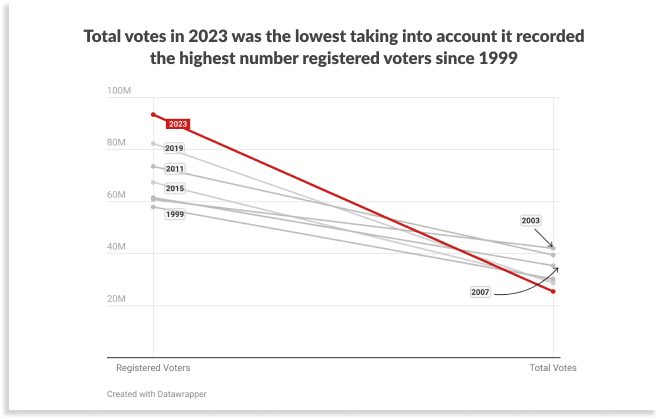 Total votes in 2023 was the lowest taking into account it recorded
the highest number registered voters since 1999
100M
2023
80M
2019
2011
2015
60M
1999
2003
40M
2007
20M
Registered Voters
Total Votes
Created with Datawrapper